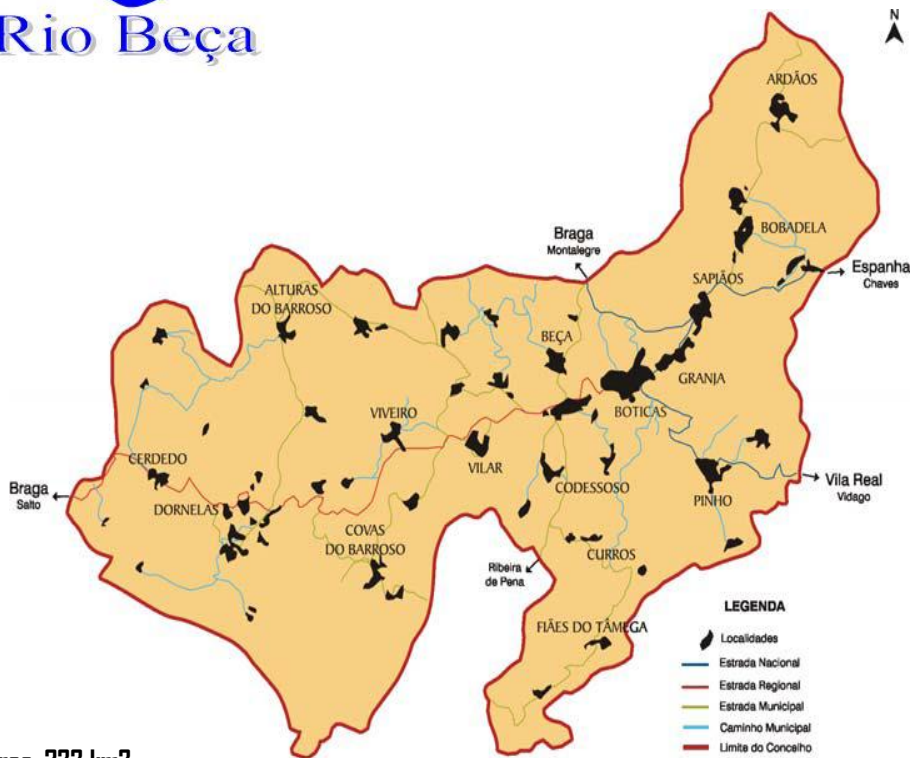 Rio Beça
N
ARDÃOS
BOBADELA
Braga
Montalegre
Espanha
Chaves
SAPIÃOS
ALTURAS
DO BARROSO
BEÇA
GRANJA
BOTICAS
VIVEIRO
VILAR
CERDEDO
Braga
Salto
DORNELAS
CODESSOSO
PINHO
Vila Real
Vidago
COVAS
DO BARROSO
CURROS
Ribeira
de Pena
FIÃES DO TÂMEGA
LEGENDA
Localidades
Estrada Nacional
Estrada Regional
Estrada Municipal
Caminho Municipal
Limite do Concelho